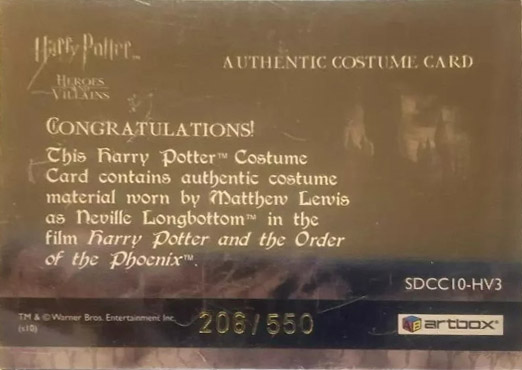 Harry Potter™
HEROES
AND
VILLAINS
AUTHENTIC COSTUME CARD
CONGRATULATIONS!
This Harry Potter™ Costume
Card contains authentic costume
material worn by Matthew Lewis
as Neville Longbottom™ in the
film Harry Potter and the Order
of the Phoenix™.
SDCC10-HV3
TM & © Warner Bros. Entertainment Inc.
(s10)
206/550
artbox®